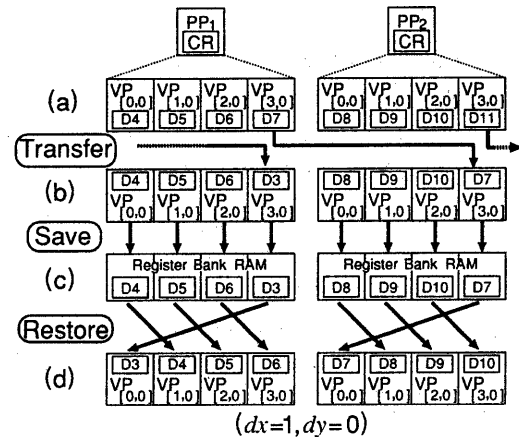 PP1 PP2
CR CR
(a)
VP[0,0] VP[1,0] VP[2,0] VP[3,0] VP[0,0] VP[1,0] VP[2,0] VP[3,0]
D4 D5 D6 D7 D8 D9 D10 D11
Transfer
(b)
D4 D5 D6 D3 D8 D9 D10 D7
VP[0,0] VP[1,0] VP[2,0] VP[3,0] VP[0,0] VP[1,0] VP[2,0] VP[3,0]
Save
(c)
Register Bank RAM Register Bank RAM
D4 D5 D6 D3 D8 D9 D10 D7
Restore
(d)
D3 D4 D5 D6 D7 D8 D9 D10
VP[0,0] VP[1,0] VP[2,0] VP[3,0] VP[0,0] VP[1,0] VP[2,0] VP[3,0]
(dx=1,dy=0)